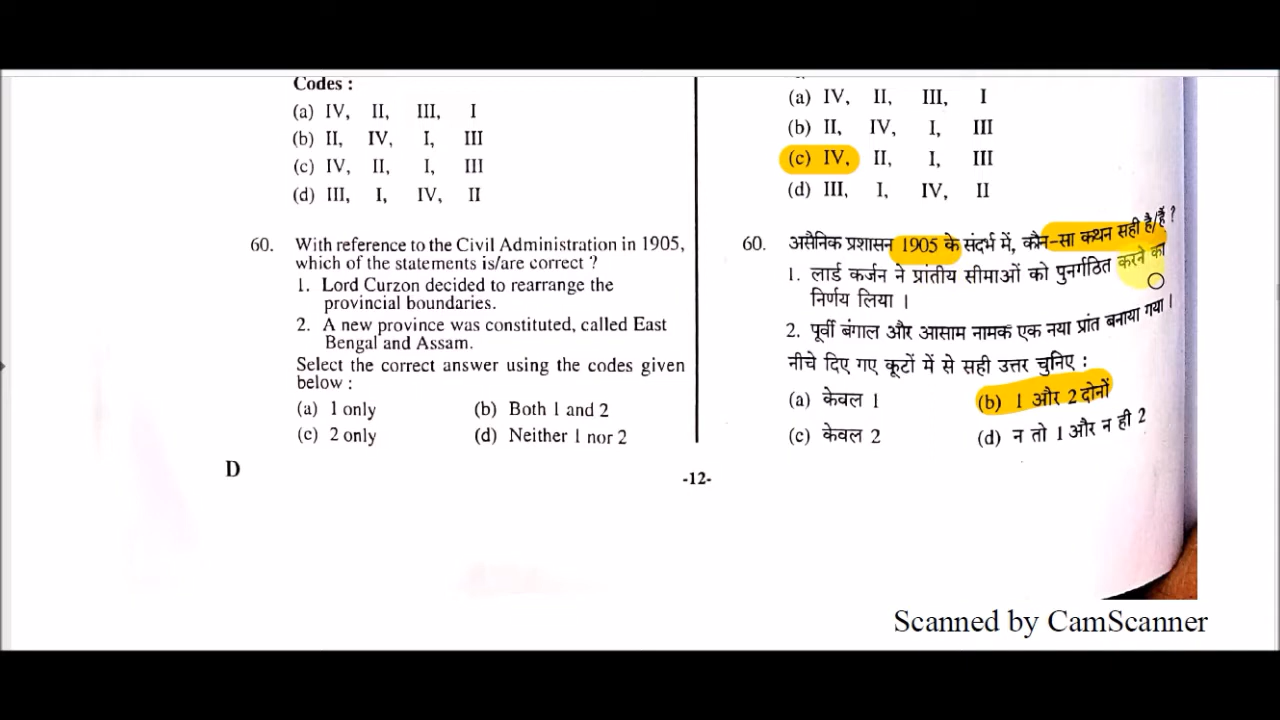 Codes :
(a) IV, II, III, I
(b) II, IV, I, III
(c) IV, II, I, III
(d) III, I, IV, II
60. With reference to the Civil Administration in 1905,
which of the statements is/are correct ?
1. Lord Curzon decided to rearrange the
provincial boundaries.
2. A new province was constituted, called East
Bengal and Assam.
Select the correct answer using the codes given
below :
(a) 1 only (b) Both 1 and 2
(c) 2 only (d) Neither 1 nor 2
D
(a) IV, II, III, I
(b) II, IV, I, III
(c) IV, II, I, III
(d) III, I, IV, II
60. असैनिक प्रशासन 1905 के संदर्भ में, कौन-सा कथन सही है/हैं ?
1. लार्ड कर्जन ने प्रांतीय सीमाओं को पुनर्गठित करने का
निर्णय लिया ।
2. पूर्वी बंगाल और आसाम नामक एक नया प्रांत बनाया गया ।
नीचे दिए गए कूटों में से सही उत्तर चुनिए :
(a) केवल 1 (b) 1 और 2 दोनों
(c) केवल 2 (d) न तो 1 और न ही 2
-12-
Scanned by CamScanner